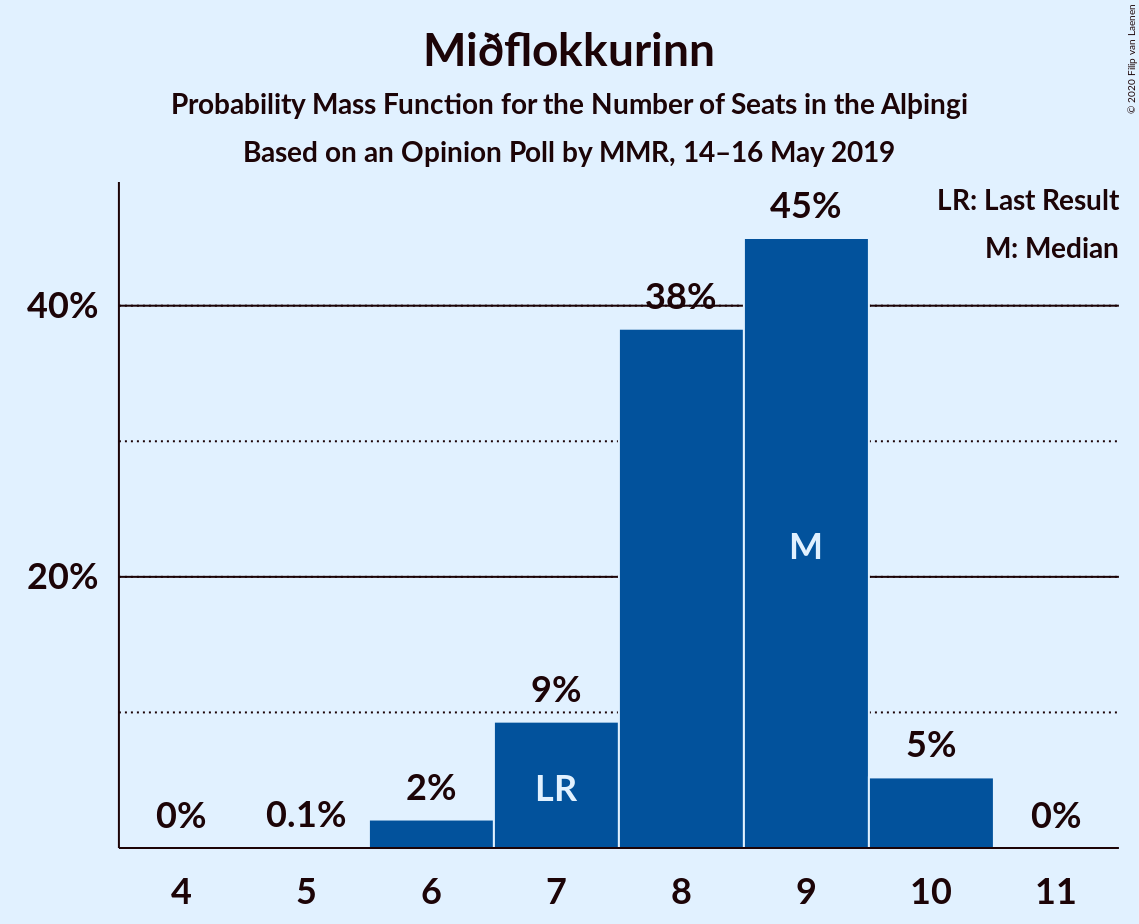 Miðflokkurinn
Probability Mass Function for the Number of Seats in the Alþingi
Based on an Opinion Poll by MMR, 14–16 May 2019
© 2020 Filip van Laenen
LR: Last Result
M: Median
45%
38%
40%
M
20%
9%
5%
LR
2%
0%
0.1%
0%
4 5 6 7 8 9 10 11